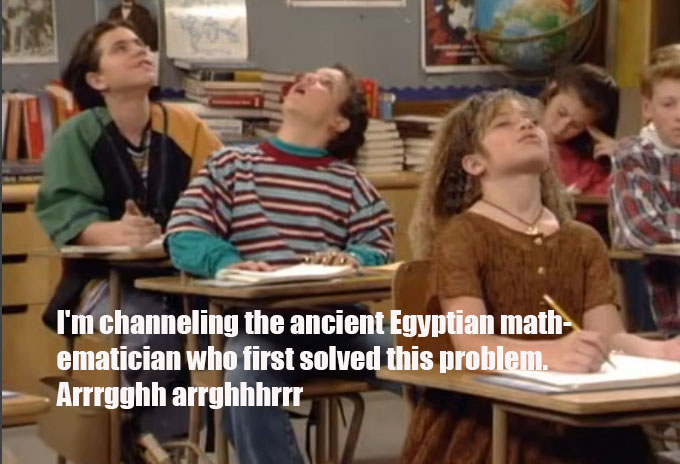 I'm channeling the ancient Egyptian math-
ematician who first solved this problem.
Arrrgghh arrghhhrrr